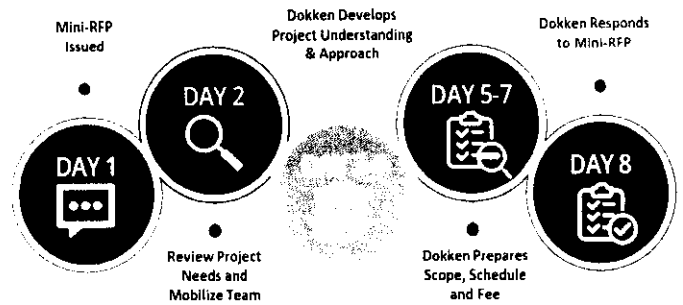 Mini-RFP
Issued
DAY 1
DAY 2
Review Project
Needs and
Mobilize Team
Dokken Develops
Project Understanding
& Approach
DAY 5-7
Dokken Prepares
Scope, Schedule
and Fee
Dokken Responds
to Mini-RFP
DAY 8